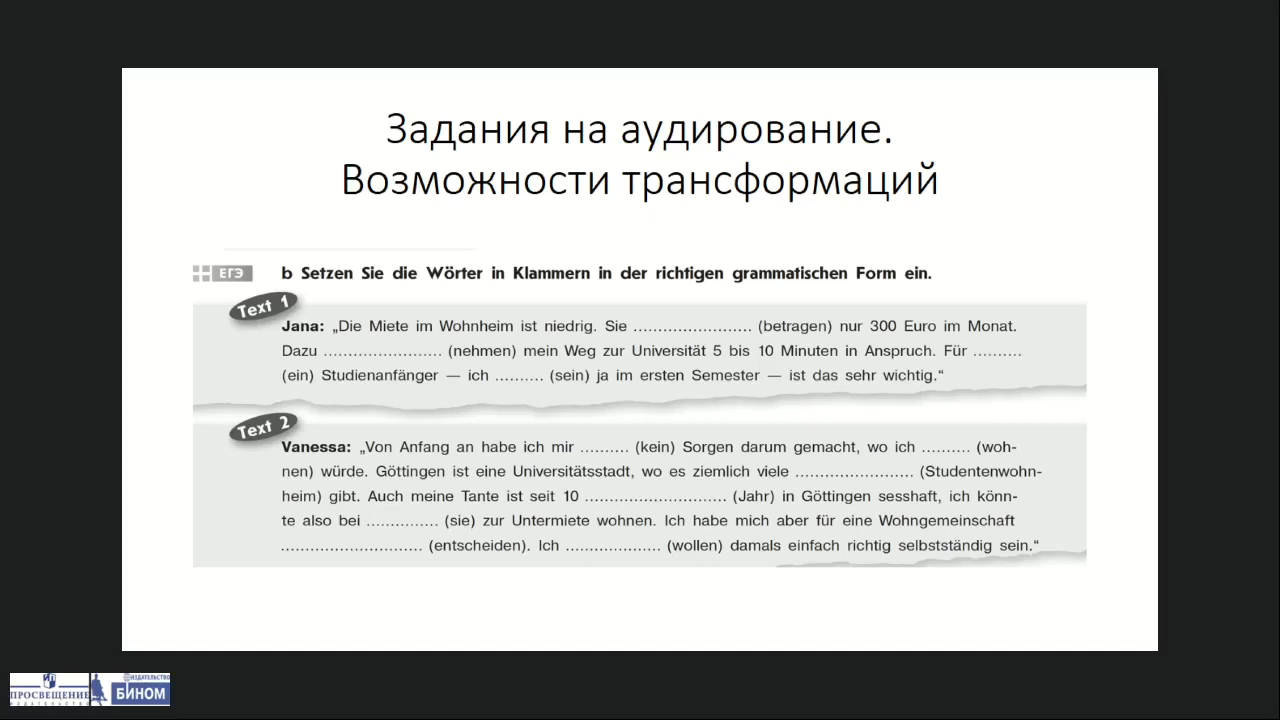 Задания на аудирование.
Возможности трансформаций
ЕГЭ b Setzen Sie die Wörter in Klammern in der richtigen grammatischen Form ein.
Text 1
Jana: „Die Miete im Wohnheim ist niedrig. Sie ........................ (betragen) nur 300 Euro im Monat.
Dazu ........................ (nehmen) mein Weg zur Universität 5 bis 10 Minuten in Anspruch. Für ..........
(ein) Studienanfänger — ich .......... (sein) ja im ersten Semester — ist das sehr wichtig.“
Text 2
Vanessa: „Von Anfang an habe ich mir .......... (kein) Sorgen darum gemacht, wo ich .......... (woh-
nen) würde. Göttingen ist eine Universitätsstadt, wo es ziemlich viele ........................ (Studentenwohn-
heim) gibt. Auch meine Tante ist seit 10 ............................. (Jahr) in Göttingen sesshaft, ich könn-
te also bei ............... (sie) zur Untermiete wohnen. Ich habe mich aber für eine Wohngemeinschaft
............................. (entscheiden). Ich .................... (wollen) damals einfach richtig selbstständig sein.“
ПРОСВЕЩЕНИЕ
ИЗДАТЕЛЬСТВО
ИЗДАТЕЛЬСТВО
БИНОМ